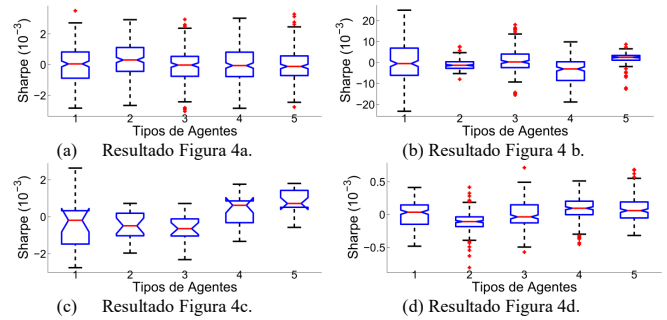 Sharpe (10⁻³)
2
0
−2
1 2 3 4 5
Tipos de Agentes
(a) Resultado Figura 4a.
Sharpe (10⁻³)
20
10
0
−10
−20
1 2 3 4 5
Tipos de Agentes
(b) Resultado Figura 4 b.
Sharpe (10⁻³)
2
0
−2
1 2 3 4 5
Tipos de Agentes
(c) Resultado Figura 4c.
Sharpe (10⁻³)
0.5
0
−0.5
1 2 3 4 5
Tipos de Agentes
(d) Resultado Figura 4d.